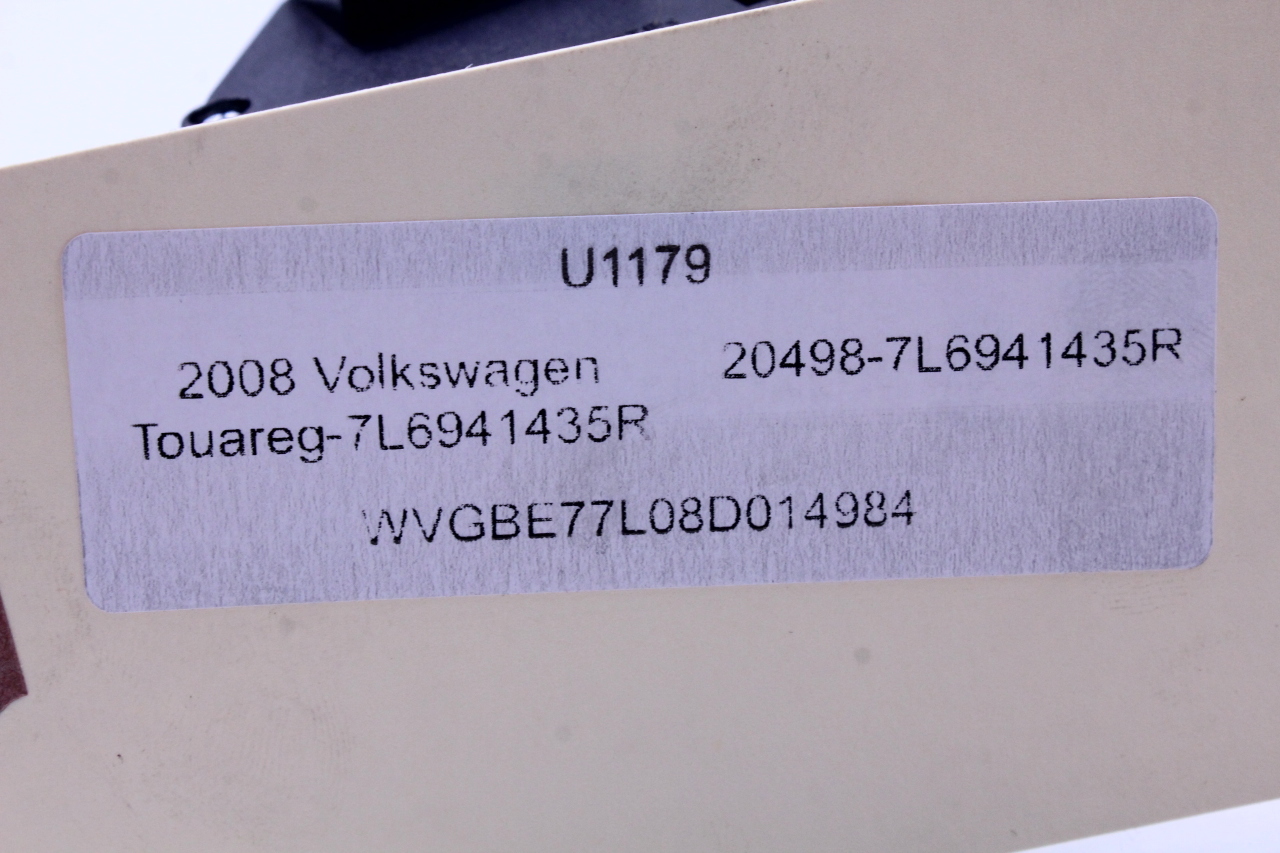 U1179
2008 Volkswagen 20498-7L6941435R
Touareg-7L6941435R
WVGBE77L08D014984